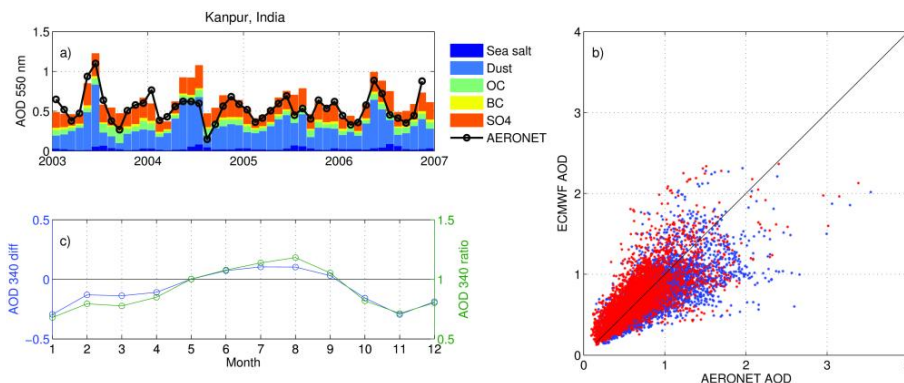 Kanpur, India
a)
AOD 550 nm
1.5
1
0.5
0
2003 2004 2005 2006 2007
Sea salt
Dust
OC
BC
SO4
AERONET
b)
ECMWF AOD
4
3
2
1
0
0 1 2 3
AERONET AOD
c)
AOD 340 diff
0.5
0
−0.5
AOD 340 ratio
1.5
1
0.5
1 2 3 4 5 6 7 8 9 10 11 12
Month